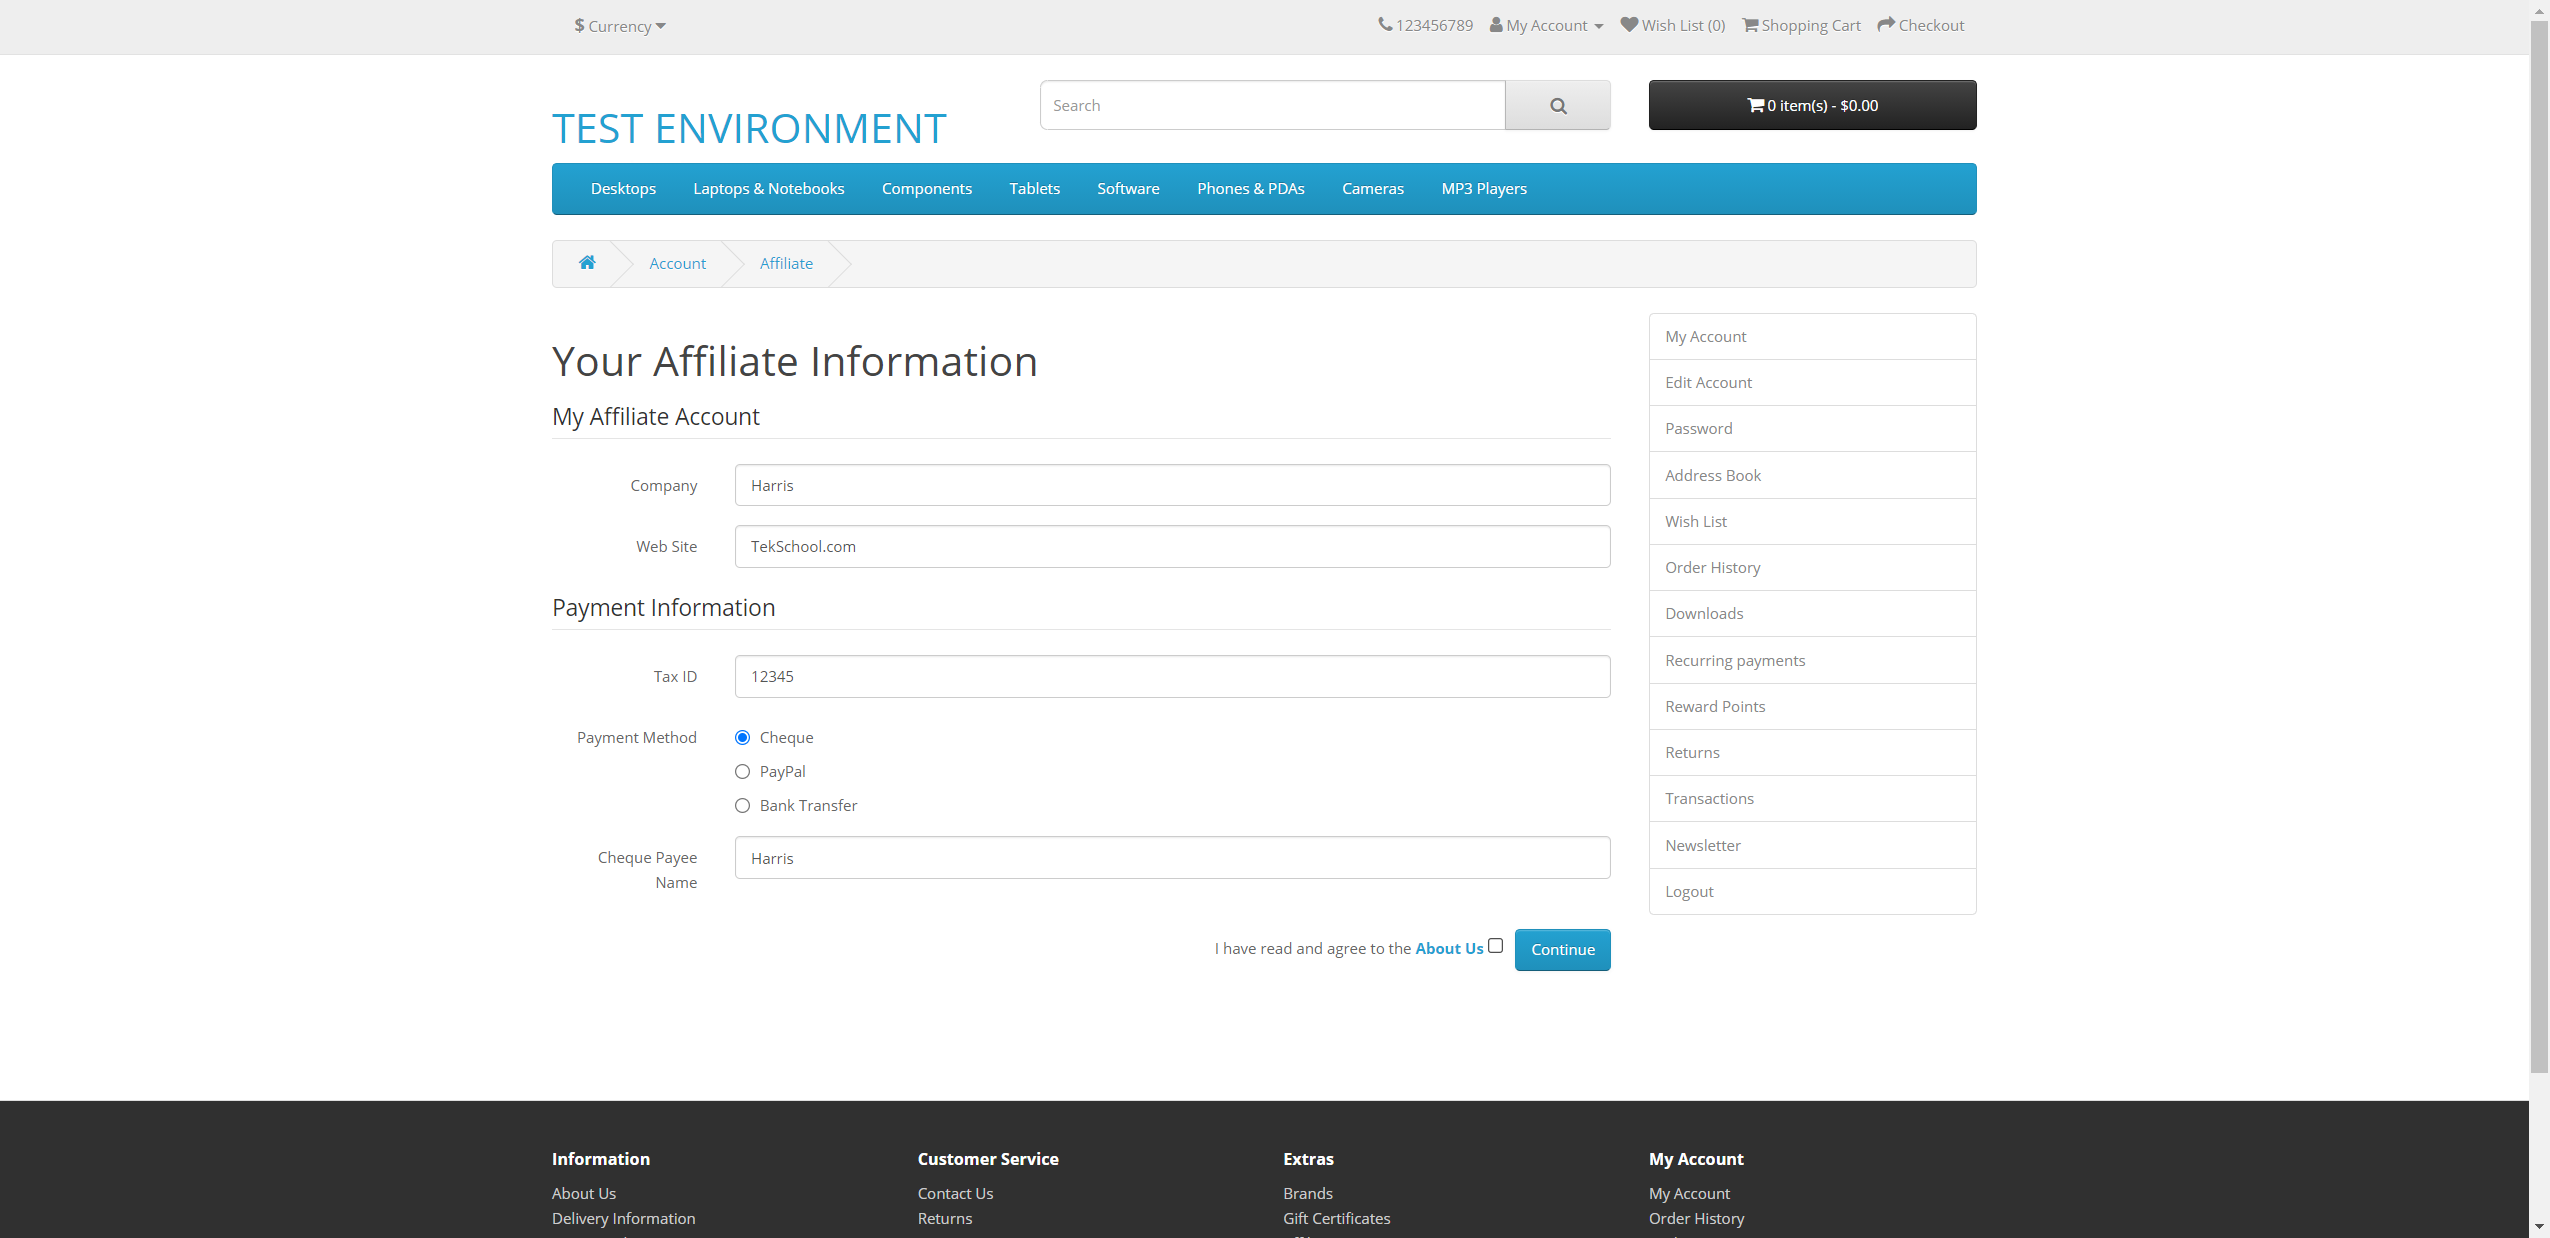 $ Currency
123456789 My Account Wish List (0) Shopping Cart Checkout
TEST ENVIRONMENT
Search
0 item(s) - $0.00
Desktops Laptops & Notebooks Components Tablets Software Phones & PDAs Cameras MP3 Players
Account Affiliate
Your Affiliate Information
My Affiliate Account
Company Harris
Web Site TekSchool.com
Payment Information
Tax ID 12345
Payment Method Cheque
PayPal
Bank Transfer
Cheque Payee Harris
Name
I have read and agree to the About Us Continue
My Account
Edit Account
Password
Address Book
Wish List
Order History
Downloads
Recurring payments
Reward Points
Returns
Transactions
Newsletter
Logout
Information
About Us
Delivery Information
Customer Service
Contact Us
Returns
Extras
Brands
Gift Certificates
My Account
My Account
Order History